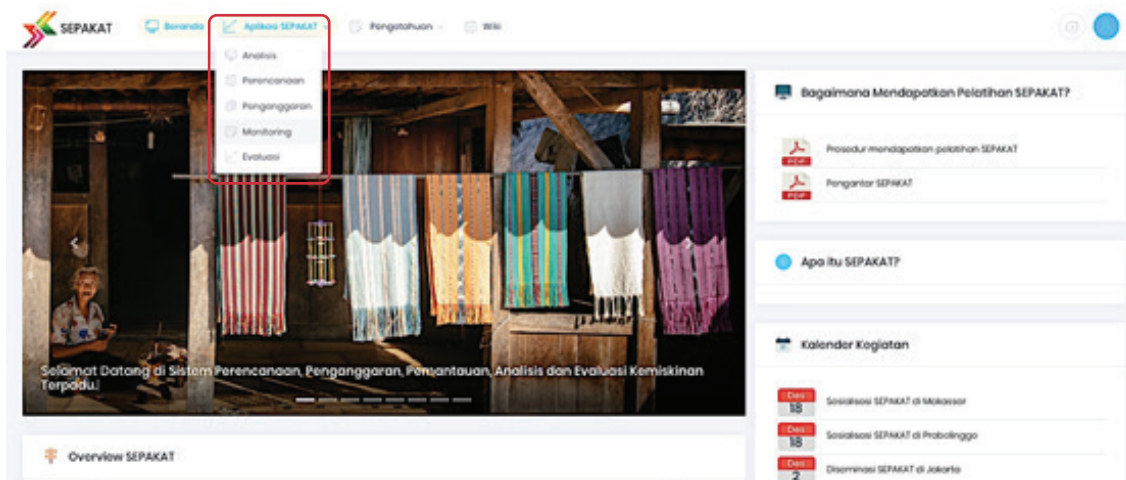 SEPAKAT
Beranda
Aplikasi SEPAKAT
Pengetahuan
Wiki
Analisis
Perencanaan
Penganggaran
Monitoring
Evaluasi
Selamat Datang di Sistem Perencanaan, Penganggaran, Pemantauan, Analisis dan Evaluasi Kemiskinan
Terpadu.
Overview SEPAKAT
Bagaimana Mendapatkan Pelatihan SEPAKAT?
PDF
Prosedur mendapatkan pelatihan SEPAKAT
PDF
Pengantar SEPAKAT
Apa itu SEPAKAT?
Kalender Kegiatan
Des
18
Sosialisasi SEPAKAT di Makassar
Des
18
Sosialisasi SEPAKAT di Probolinggo
Des
2
Diseminasi SEPAKAT di Jakarta